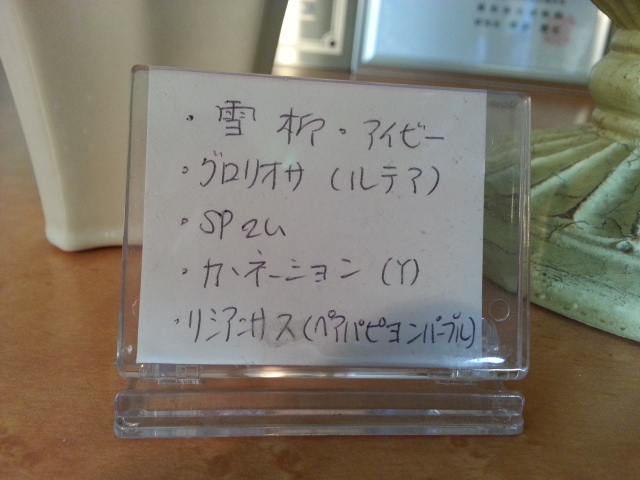 ・雪柳・アイビー
・グロリオサ(ルテア)
・SPマム
・カーネーション(Y)
・リシアンサス(ペアパピヨンパープル)